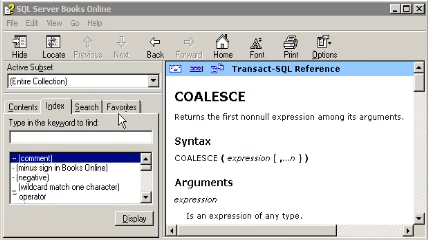 SQL Server Books Online
File Edit View Go Help
Hide Locate Previous Next Back Forward Home Font Print Options
Active Subset
(Entire Collection)
Contents Index Search Favorites
Type in the keyword to find:
-- (comment)
- (minus sign in Books Online)
- (negative)
_ (wildcard match one character)
- operator
Display
Transact-SQL Reference
COALESCE
Returns the first nonnull expression among its arguments.
Syntax
COALESCE ( expression [ ,...n ] )
Arguments
expression
Is an expression of any type.